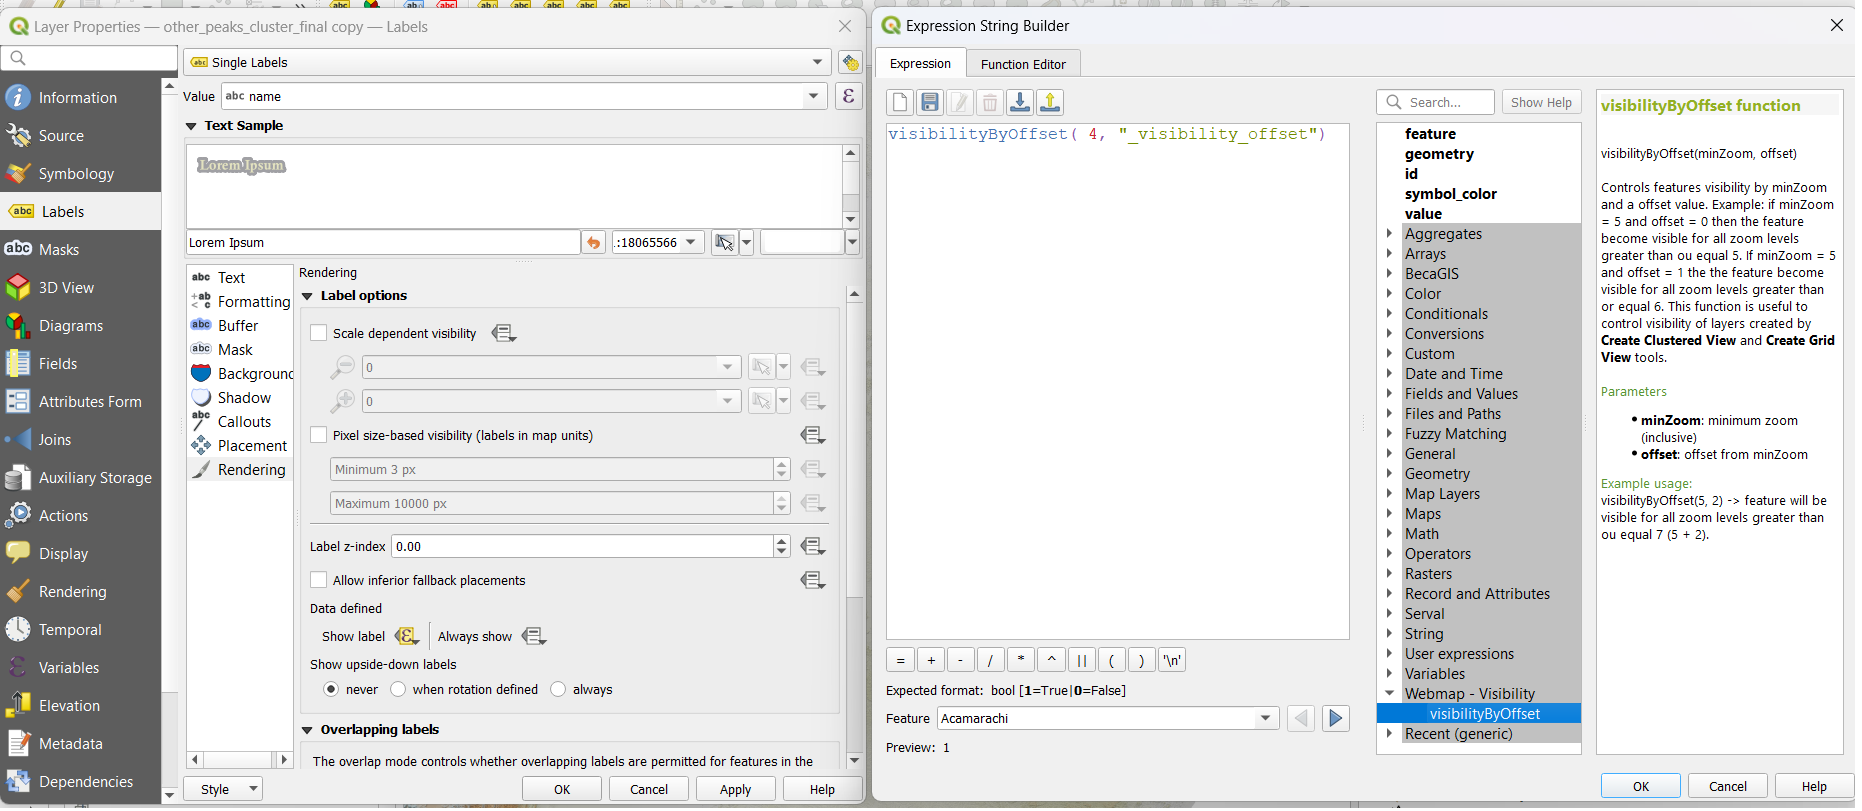 Layer Properties — other_peaks_cluster_final copy — Labels
Information
Source
Symbology
abc Labels
abc Masks
3D View
Diagrams
Fields
Attributes Form
Joins
Auxiliary Storage
Actions
Display
Rendering
Temporal
Variables
Elevation
Metadata
Dependencies
abc Single Labels
Value abc name ε
Text Sample
Lorem Ipsum
Lorem Ipsum
.:18065566
abc Text
+ab < c Formatting
abc Buffer
abc Mask
Background
Shadow
abc Callouts
Placement
Rendering
Rendering
Label options
Scale dependent visibility
0
0
Pixel size-based visibility (labels in map units)
Minimum 3 px
Maximum 10000 px
Label z-index 0.00
Allow inferior fallback placements
Data defined
Show label ε Always show
Show upside-down labels
never when rotation defined always
Overlapping labels
The overlap mode controls whether overlapping labels are permitted for features in the
Style OK Cancel Apply Help
Expression String Builder
Expression Function Editor
visibilityByOffset( 4, "_visibility_offset")
= + - / * ^ || ( ) '\n'
Expected format: bool [1=True|0=False]
Feature Acamarachi
Preview: 1
Search... Show Help
feature
geometry
id
symbol_color
value
Aggregates
Arrays
BecaGIS
Color
Conditionals
Conversions
Custom
Date and Time
Fields and Values
Files and Paths
Fuzzy Matching
General
Geometry
Map Layers
Maps
Math
Operators
Rasters
Record and Attributes
Serval
String
User expressions
Variables
Webmap - Visibility
visibilityByOffset
Recent (generic)
visibilityByOffset function
visibilityByOffset(minZoom, offset)
Controls features visibility by minZoom
and a offset value. Example: if minZoom
= 5 and offset = 0 then the feature
become visible for all zoom levels
greater than ou equal 5. If minZoom = 5
and offset = 1 the the feature become
visible for all zoom levels greater than
or equal 6. This function is useful to
control visibility of layers created by
Create Clustered View and Create Grid
View tools.
Parameters
• minZoom: minimum zoom
(inclusive)
• offset: offset from minZoom
Example usage:
visibilityByOffset(5, 2) -> feature will be
visible for all zoom levels greater than
ou equal 7 (5 + 2).
OK Cancel Help